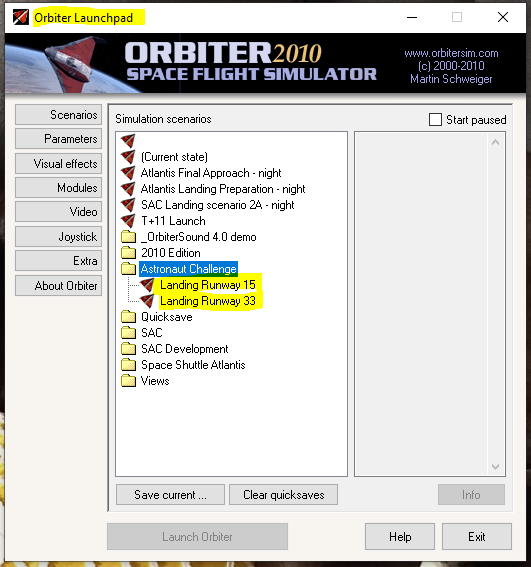 Orbiter Launchpad
ORBITER2010
SPACE FLIGHT SIMULATOR
www.orbitersim.com
(c) 2000-2010
Martin Schweiger
Scenarios
Parameters
Visual effects
Modules
Video
Joystick
Extra
About Orbiter
Simulation scenarios
Start paused
(Current state)
Atlantis Final Approach - night
Atlantis Landing Preparation - night
SAC Landing scenario 2A - night
T+11 Launch
_OrbiterSound 4.0 demo
2010 Edition
Astronaut Challenge
Landing Runway 15
Landing Runway 33
Quicksave
SAC
SAC Development
Space Shuttle Atlantis
Views
Save current ...
Clear quicksaves
Info
Launch Orbiter
Help
Exit